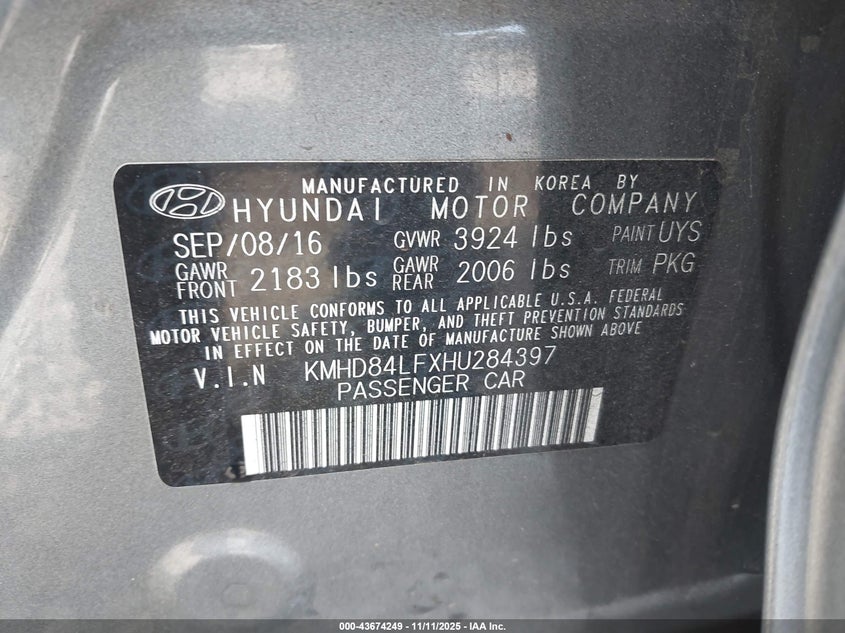 MANUFACTURED IN KOREA BY
HYUNDAI MOTOR COMPANY
SEP/08/16 GVWR 3924 lbs PAINT UYS
GAWR FRONT 2183 lbs GAWR REAR 2006 lbs TRIM PKG
THIS VEHICLE CONFORMS TO ALL APPLICABLE U.S.A. FEDERAL
MOTOR VEHICLE SAFETY, BUMPER, AND THEFT PREVENTION STANDARDS
IN EFFECT ON THE DATE OF MANUFACTURE SHOWN ABOVE
V.I.N KMHD84LFXHU284397
PASSENGER CAR
000-43674249 - 11/11/2025 - IAA Inc.